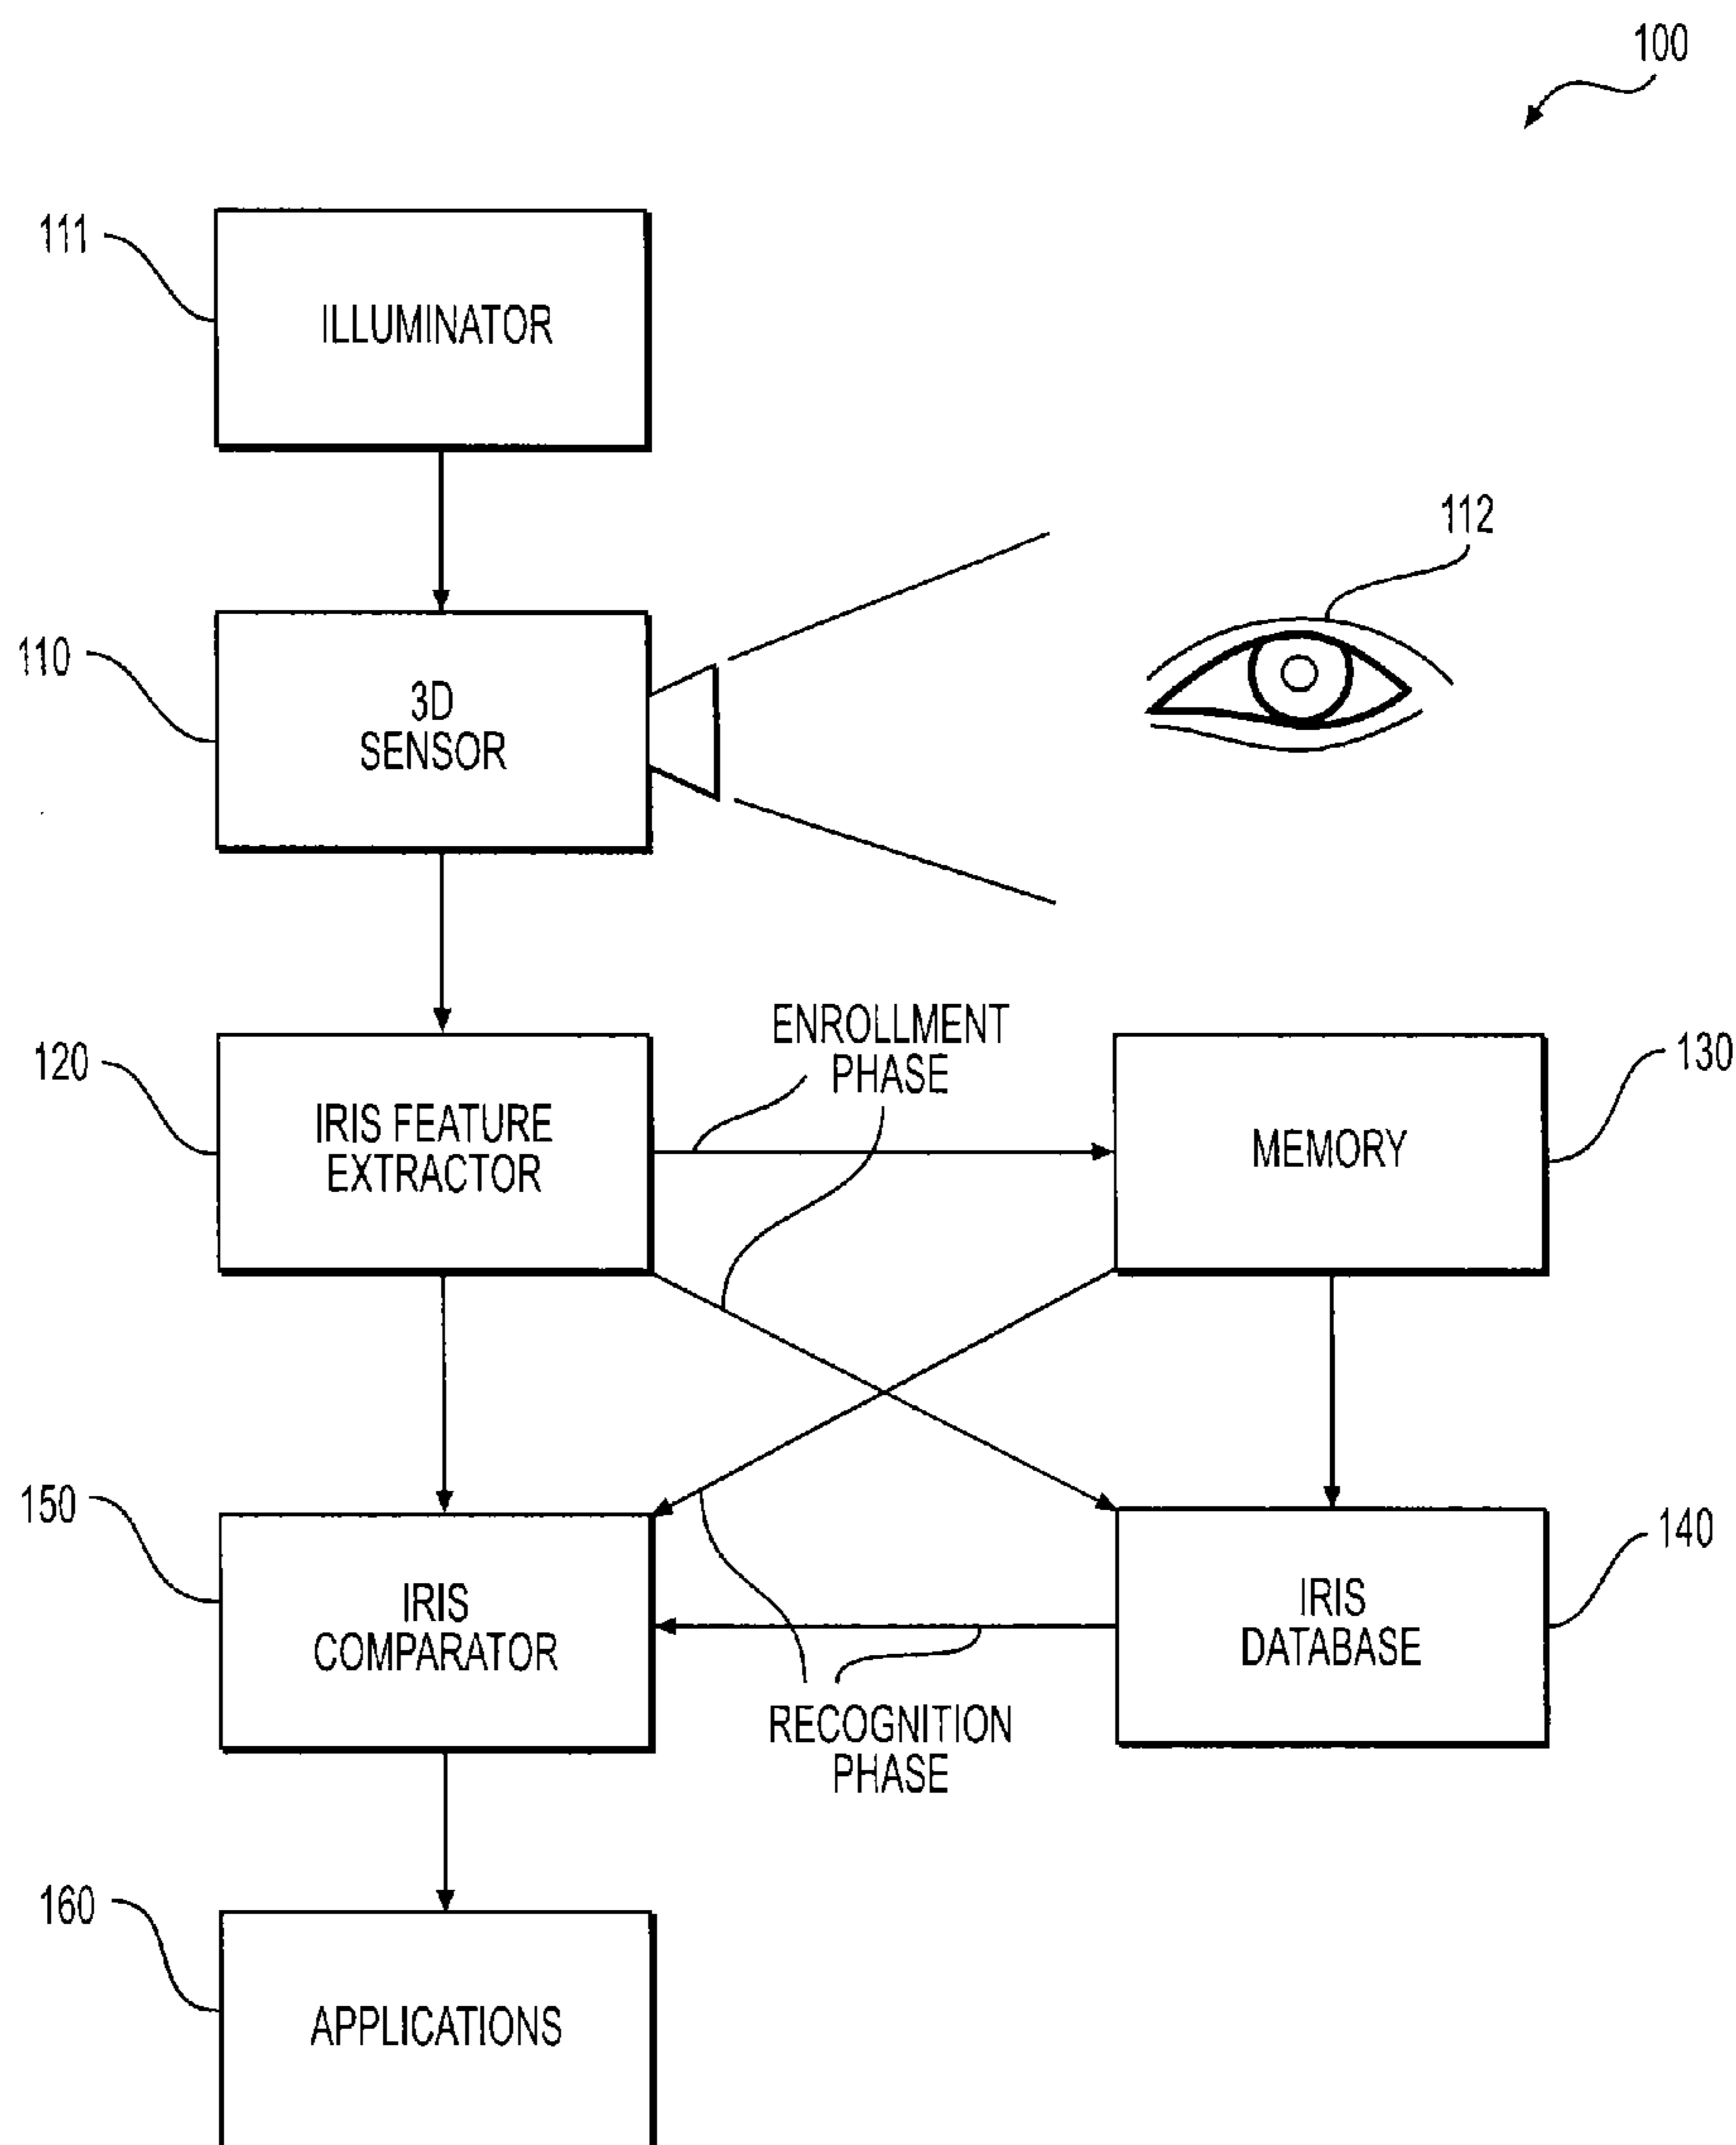 100
111
ILLUMINATOR
112
110
3D
SENSOR
ENROLLMENT
PHASE
120
IRIS FEATURE
EXTRACTOR
MEMORY
130
150
IRIS
COMPARATOR
IRIS
DATABASE
140
RECOGNITION
PHASE
160
APPLICATIONS